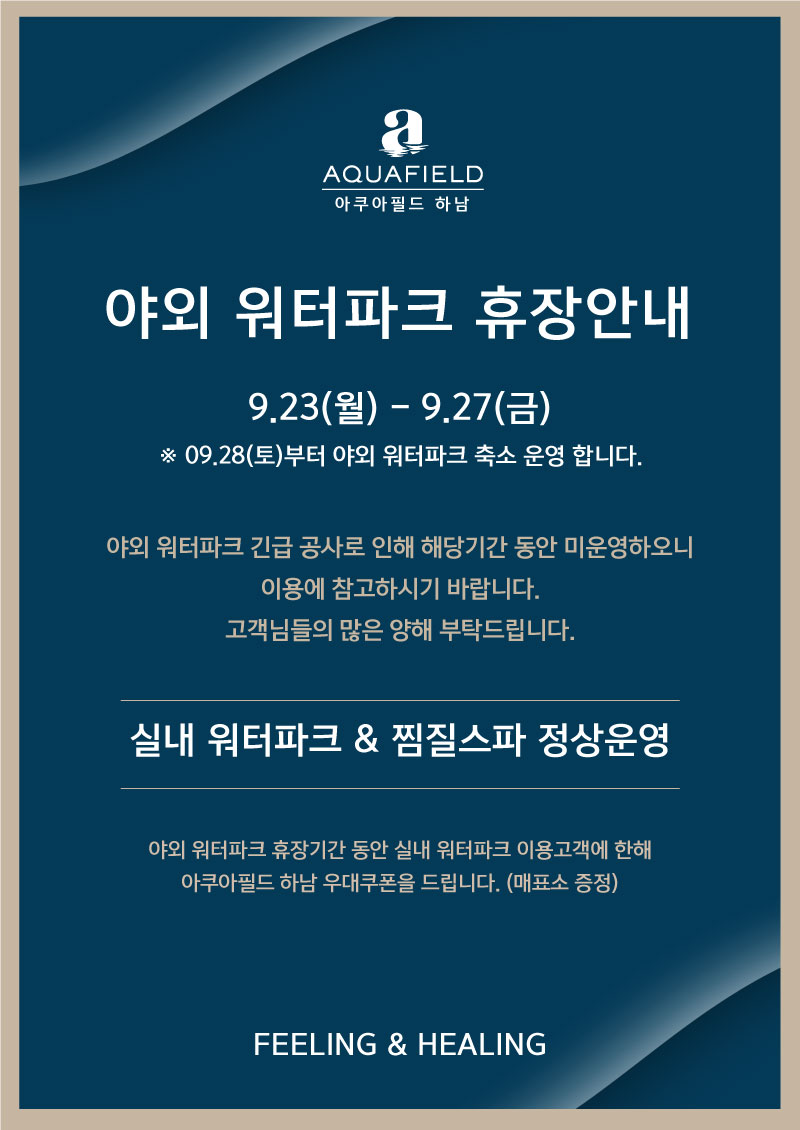 a
AQUAFIELD
아쿠아필드 하남
야외 워터파크 휴장안내
9.23(월) – 9.27(금)
※ 09.28(토)부터 야외 워터파크 축소 운영 합니다.
야외 워터파크 긴급 공사로 인해 해당기간 동안 미운영하오니
이용에 참고하시기 바랍니다.
고객님들의 많은 양해 부탁드립니다.
실내 워터파크 & 찜질스파 정상운영
야외 워터파크 휴장기간 동안 실내 워터파크 이용고객에 한해
아쿠아필드 하남 우대쿠폰을 드립니다. (매표소 증정)
FEELING & HEALING